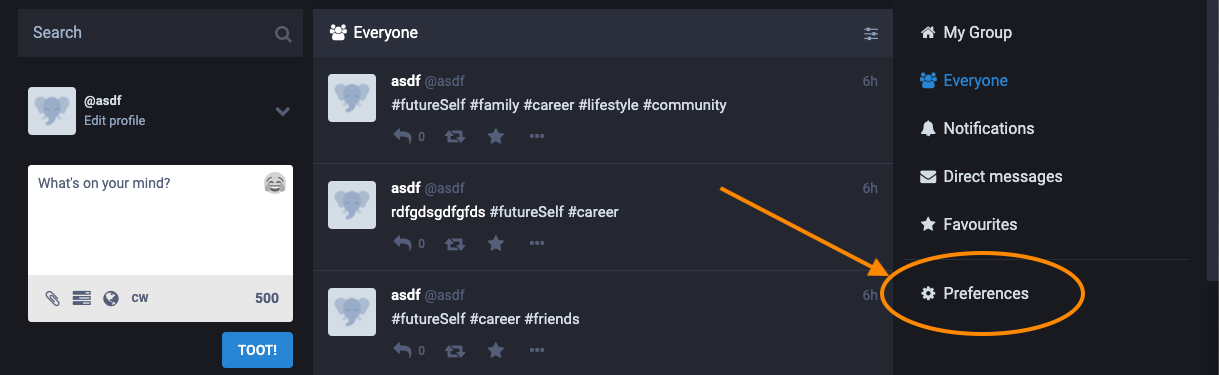 Search
@asdf
Edit profile
What's on your mind?
CW
500
TOOT!
Everyone
asdf @asdf 6h
#futureSelf #family #career #lifestyle #community
0
asdf @asdf 6h
rdfgdsgdfgfds #futureSelf #career
0
asdf @asdf 6h
#futureSelf #career #friends
0
My Group
Everyone
Notifications
Direct messages
Favourites
Preferences